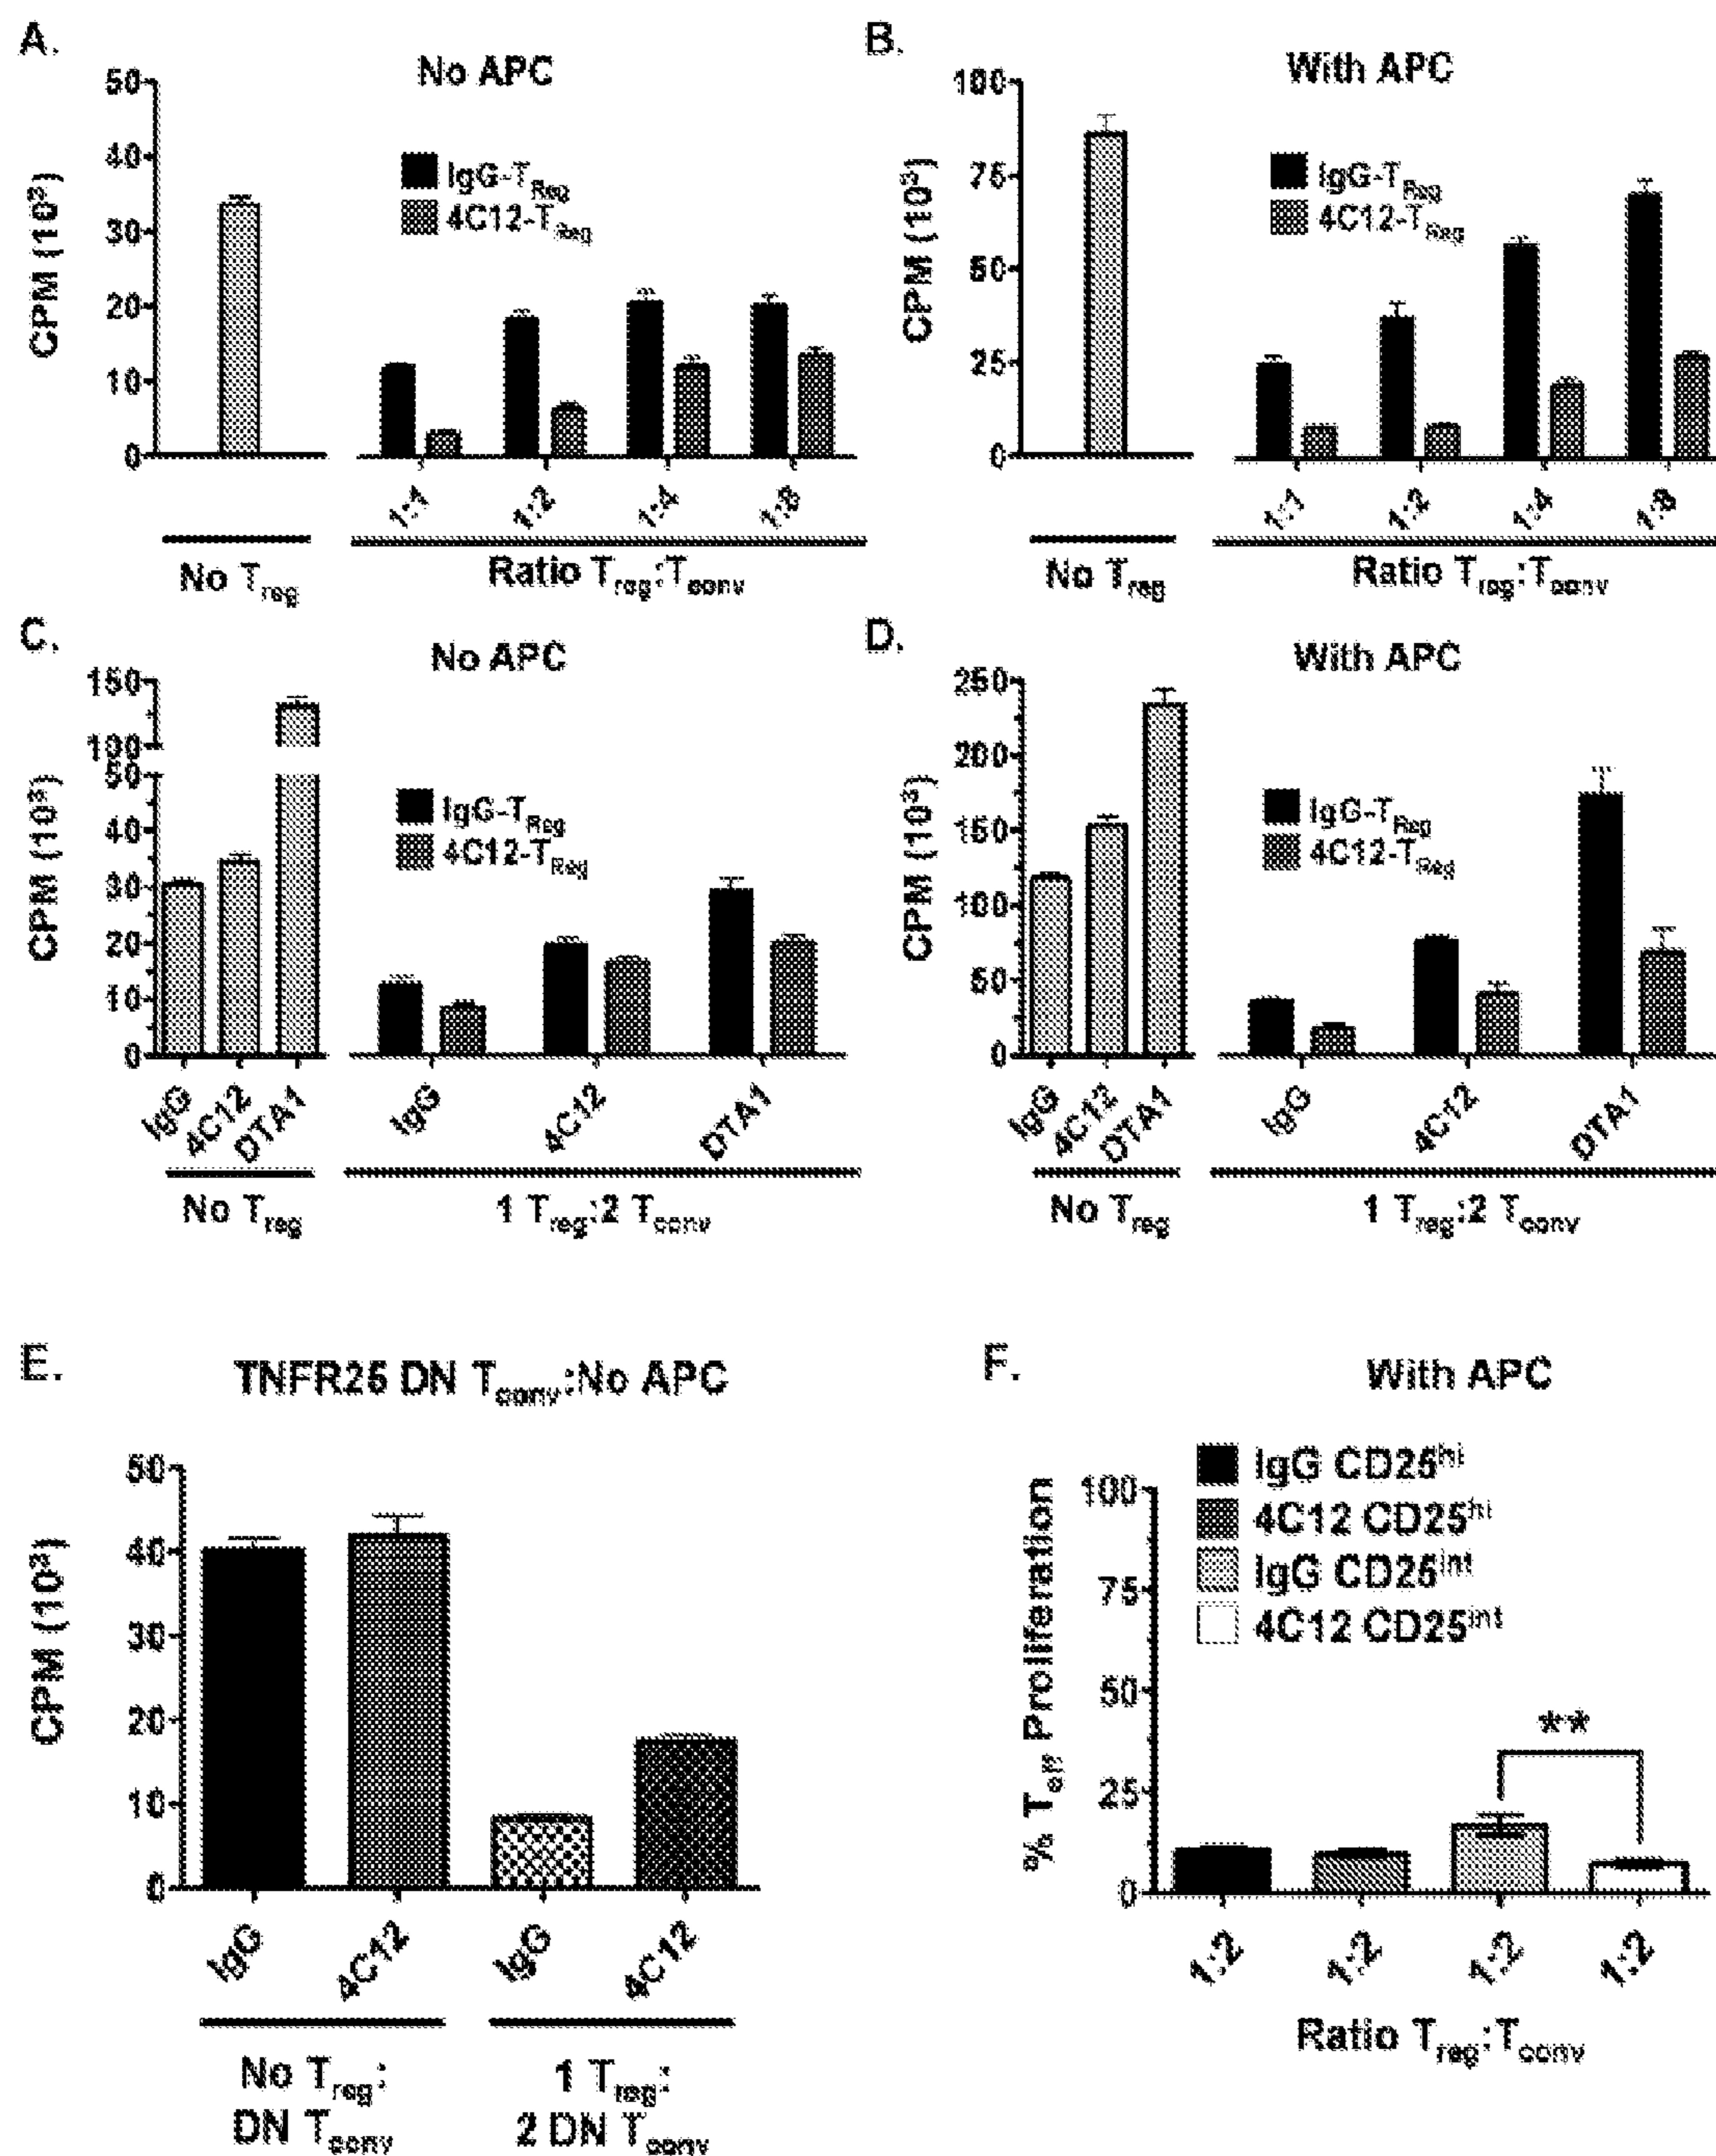 A.
No APC
CPM (10³)
50
40
30
20
10
0
IgG-T_Reg
4C12-T_Reg
1:1
1:2
1:4
1:8
No T_reg
Ratio T_reg:T_conv
B.
With APC
CPM (10³)
100
75
50
25
0
IgG-T_Reg
4C12-T_Reg
1:1
1:2
1:4
1:8
No T_reg
Ratio T_reg:T_conv
C.
No APC
CPM (10³)
150
100
50
40
30
20
10
0
IgG-T_Reg
4C12-T_Reg
IgG
4C12
DTA1
IgG
4C12
DTA1
No T_reg
1 T_reg:2 T_conv
D.
With APC
CPM (10³)
250
200
150
100
50
0
IgG-T_Reg
4C12-T_Reg
IgG
4C12
DTA1
IgG
4C12
DTA1
No T_reg
1 T_reg:2 T_conv
E.
TNFR25 DN T_conv:No APC
CPM (10³)
50
40
30
20
10
0
IgG
4C12
IgG
4C12
No T_reg:
DN T_conv
1 T_reg:
2 DN T_conv
F.
With APC
% T_eff Proliferation
100
75
50
25
0
IgG CD25^hi
4C12 CD25^hi
IgG CD25^int
4C12 CD25^int
**
1:2
1:2
1:2
1:2
Ratio T_reg:T_conv